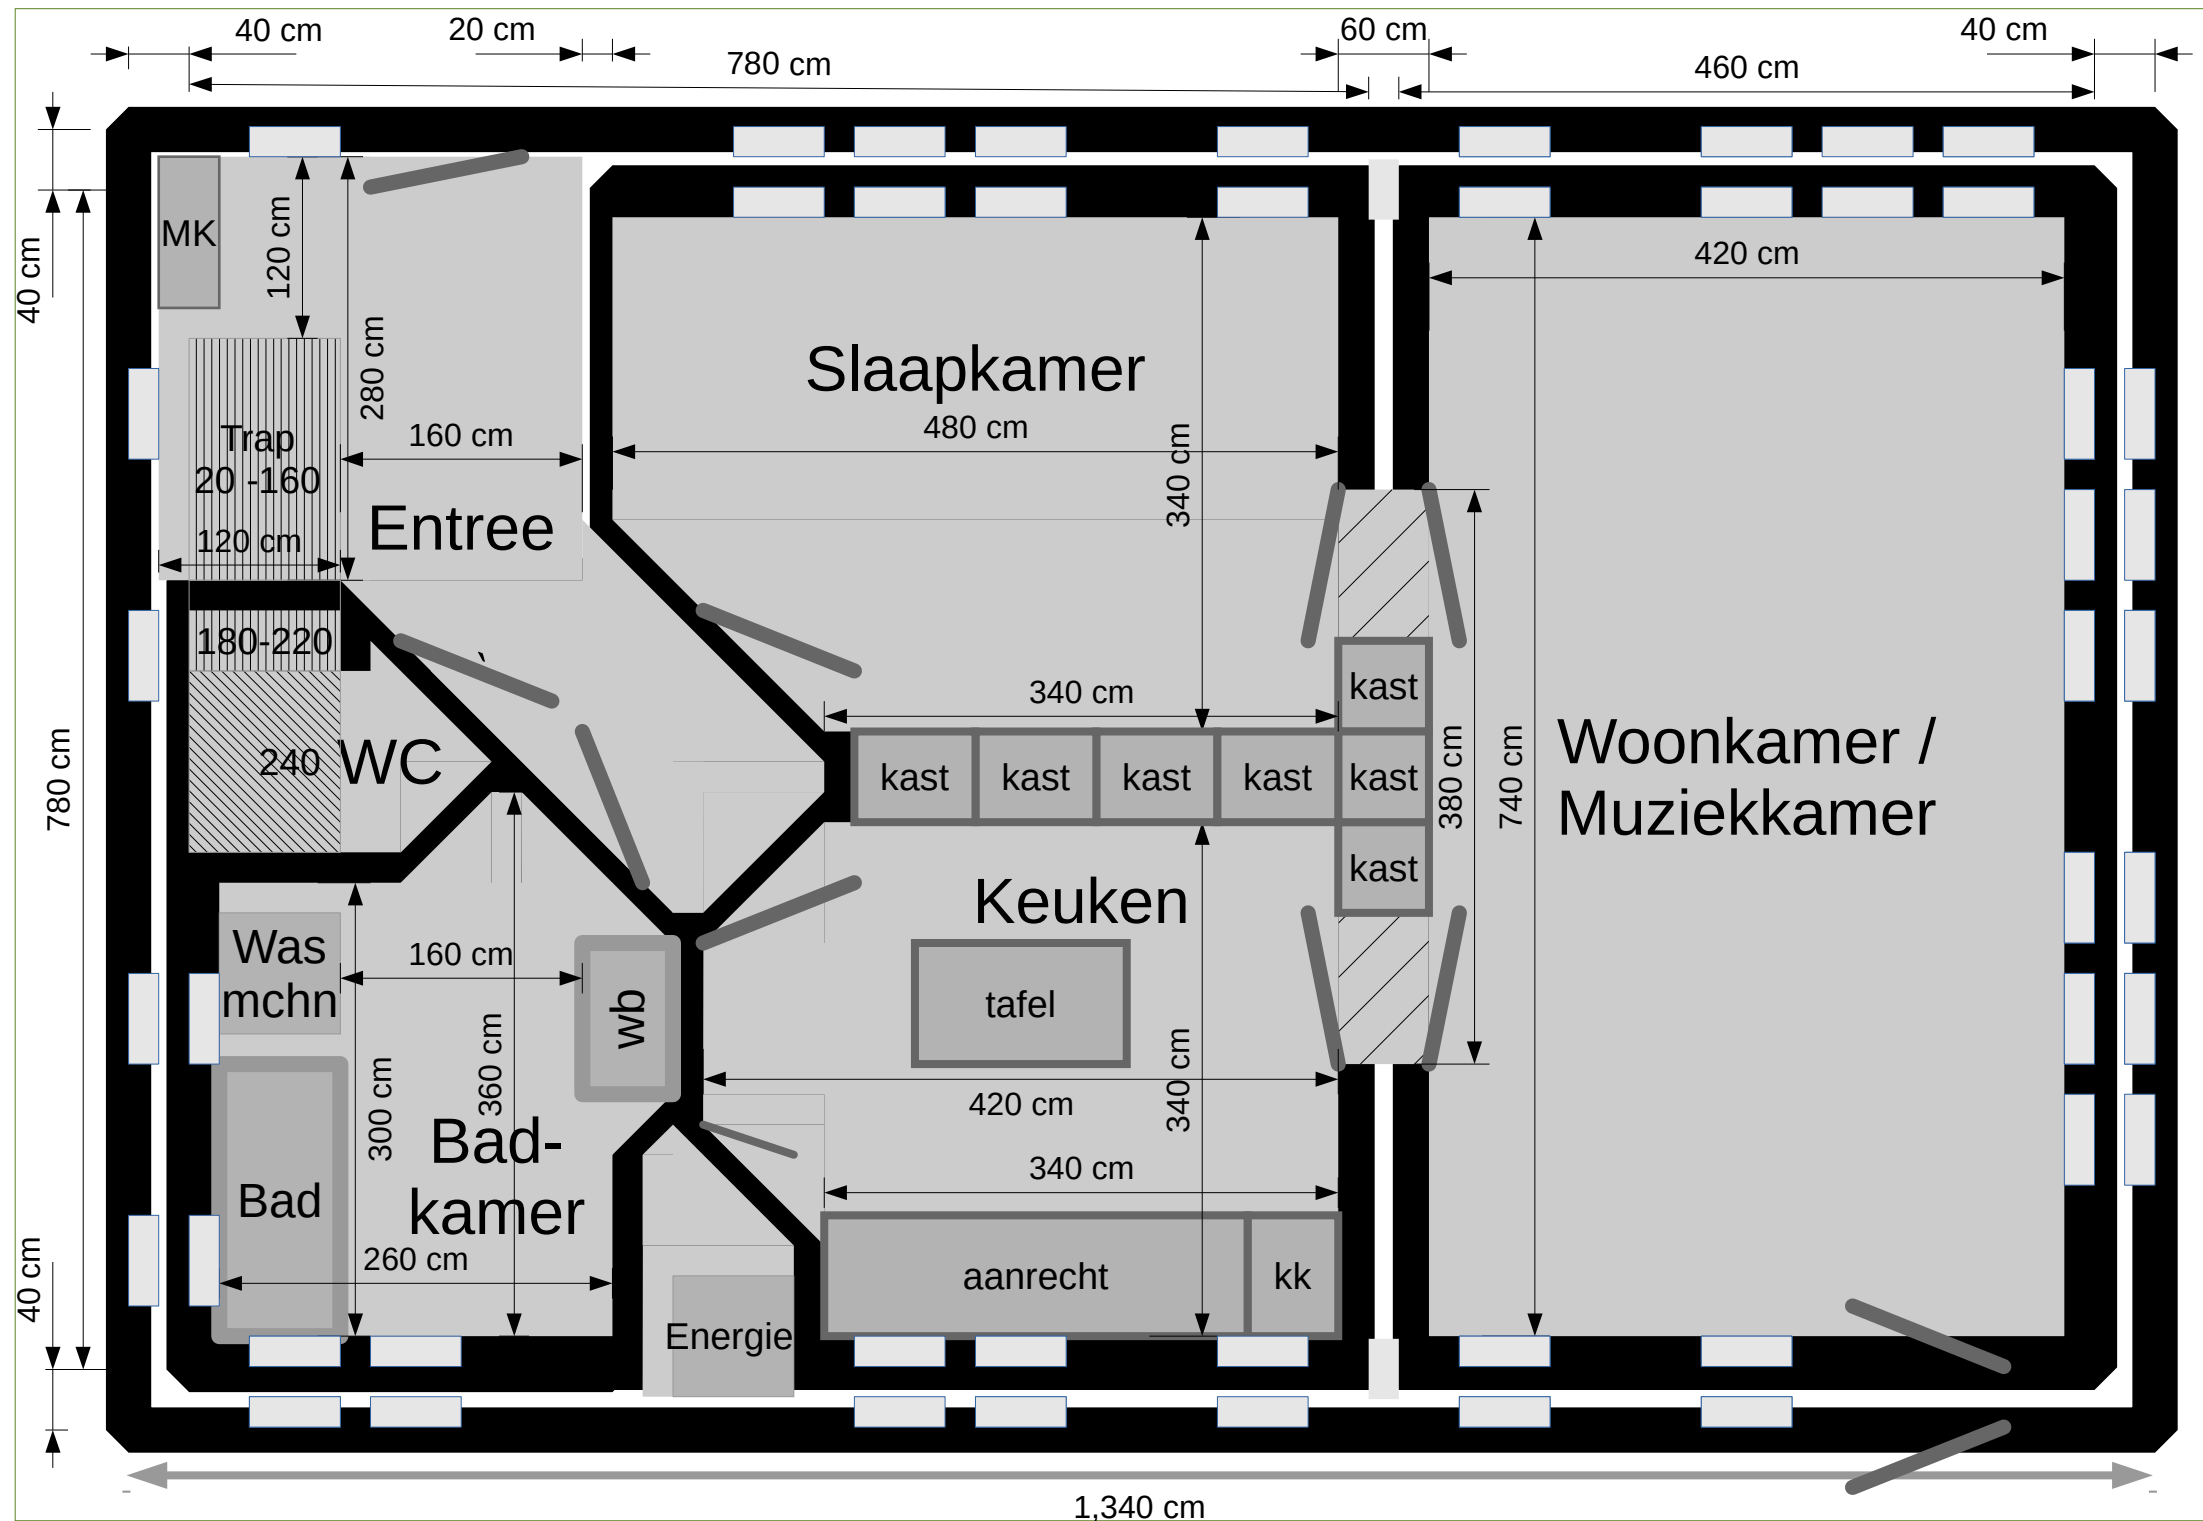 40 cm
20 cm
60 cm
40 cm
780 cm
460 cm
MK
120 cm
40 cm
280 cm
420 cm
Slaapkamer
480 cm
340 cm
Trap
20 -160
160 cm
Entree
120 cm
180-220
`
240
WC
340 cm
kast
kast
kast
kast
kast
kast
kast
380 cm
740 cm
Woonkamer /
Muziekkamer
780 cm
Keuken
Was
mchn
160 cm
wb
tafel
360 cm
300 cm
420 cm
340 cm
Bad-
kamer
Bad
340 cm
260 cm
aanrecht
kk
Energie
40 cm
1,340 cm